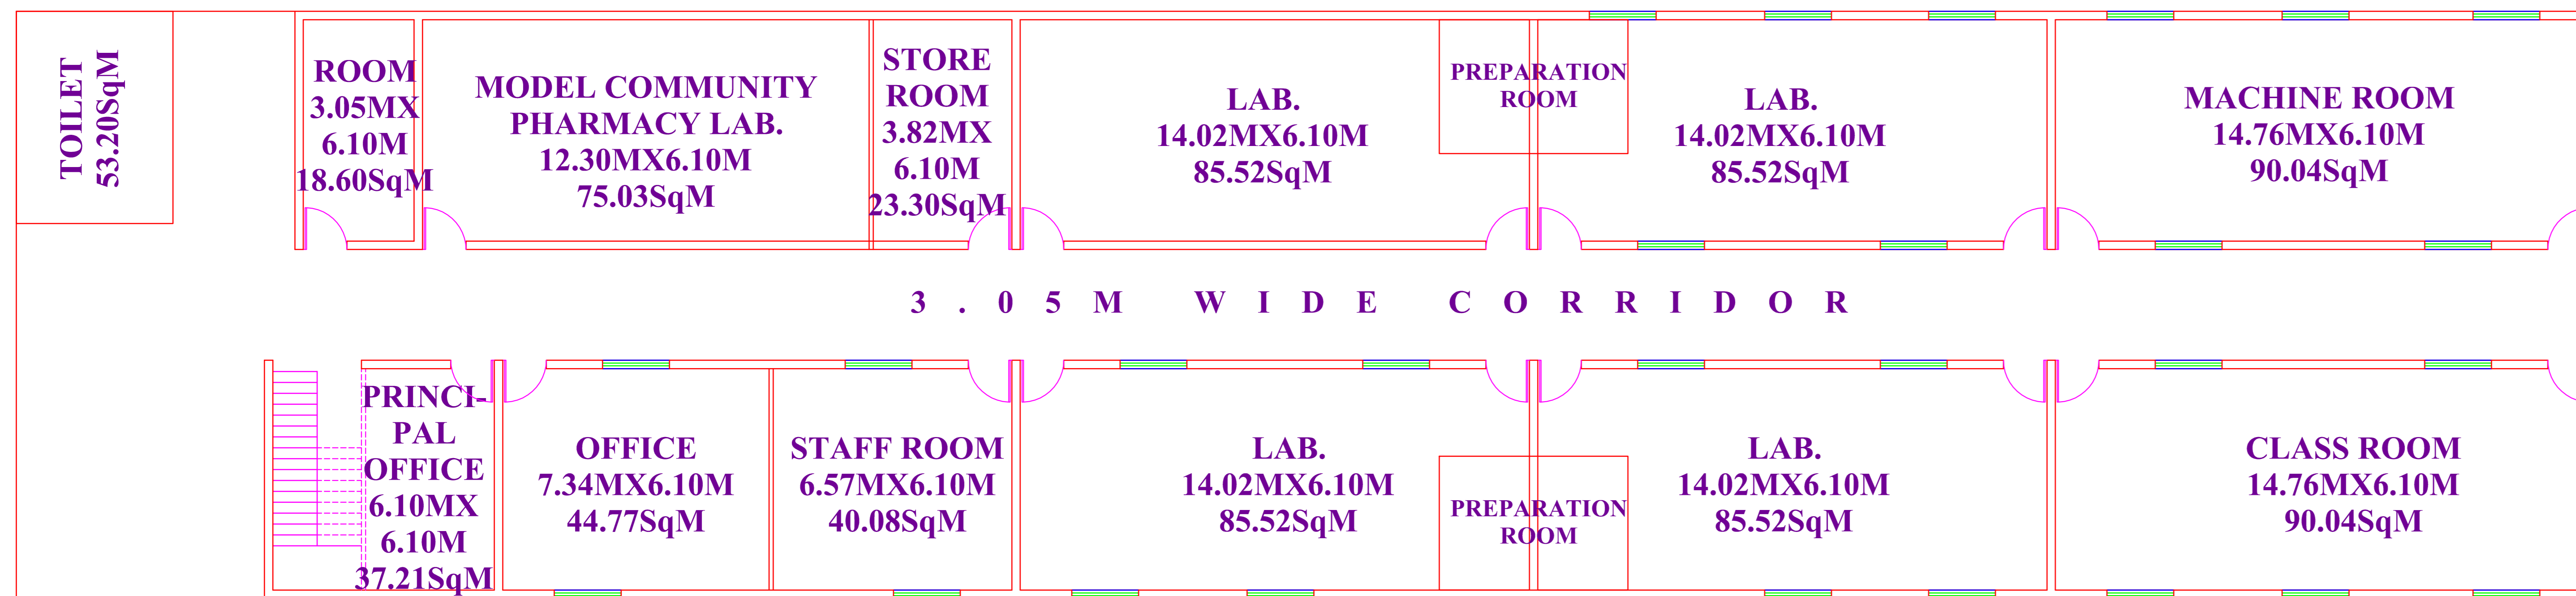 TOILET
53.20SqM
ROOM
3.05MX
6.10M
18.60SqM
MODEL COMMUNITY
PHARMACY LAB.
12.30MX6.10M
75.03SqM
STORE
ROOM
3.82MX
6.10M
23.30SqM
LAB.
14.02MX6.10M
85.52SqM
PREPARATION
ROOM
LAB.
14.02MX6.10M
85.52SqM
MACHINE ROOM
14.76MX6.10M
90.04SqM
3.05M WIDE CORRIDOR
PRINCI-
PAL
OFFICE
6.10MX
6.10M
37.21SqM
OFFICE
7.34MX6.10M
44.77SqM
STAFF ROOM
6.57MX6.10M
40.08SqM
LAB.
14.02MX6.10M
85.52SqM
PREPARATION
ROOM
LAB.
14.02MX6.10M
85.52SqM
CLASS ROOM
14.76MX6.10M
90.04SqM